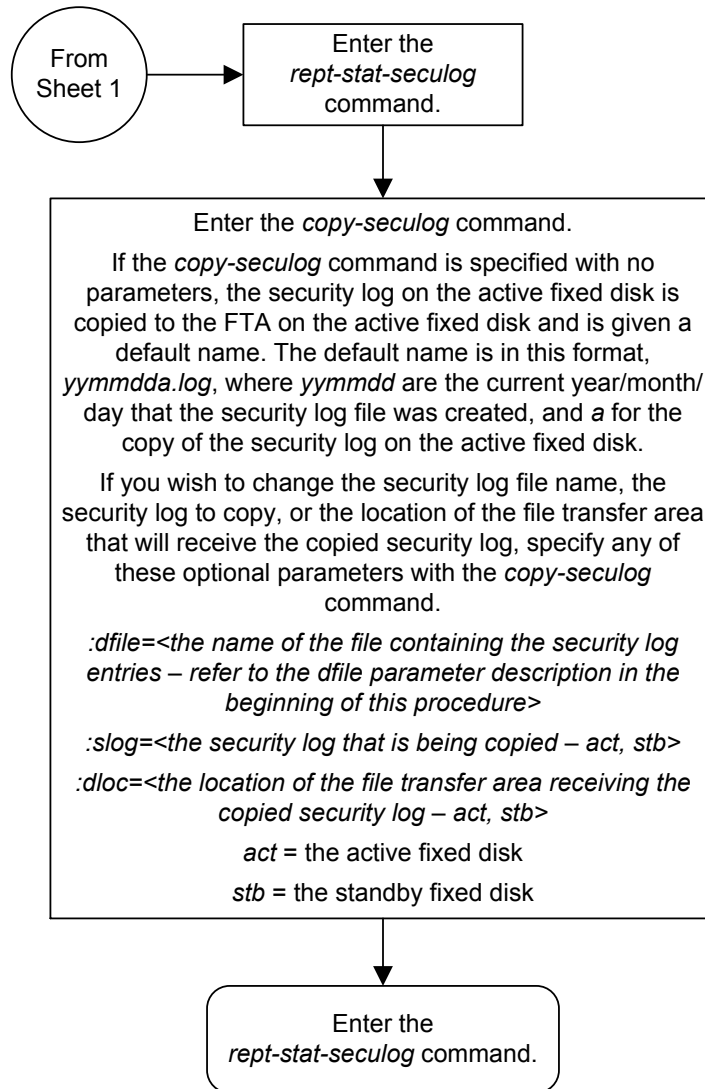 From
Sheet 1
Enter the
rept-stat-seculog
command.
Enter the copy-seculog command.
If the copy-seculog command is specified with no
parameters, the security log on the active fixed disk is
copied to the FTA on the active fixed disk and is given a
default name. The default name is in this format,
yymmdda.log, where yymmdd are the current year/month/
day that the security log file was created, and a for the
copy of the security log on the active fixed disk.
If you wish to change the security log file name, the
security log to copy, or the location of the file transfer area
that will receive the copied security log, specify any of
these optional parameters with the copy-seculog
command.
:dfile=<the name of the file containing the security log
entries – refer to the dfile parameter description in the
beginning of this procedure>
:slog=<the security log that is being copied – act, stb>
:dloc=<the location of the file transfer area receiving the
copied security log – act, stb>
act = the active fixed disk
stb = the standby fixed disk
Enter the
rept-stat-seculog command.